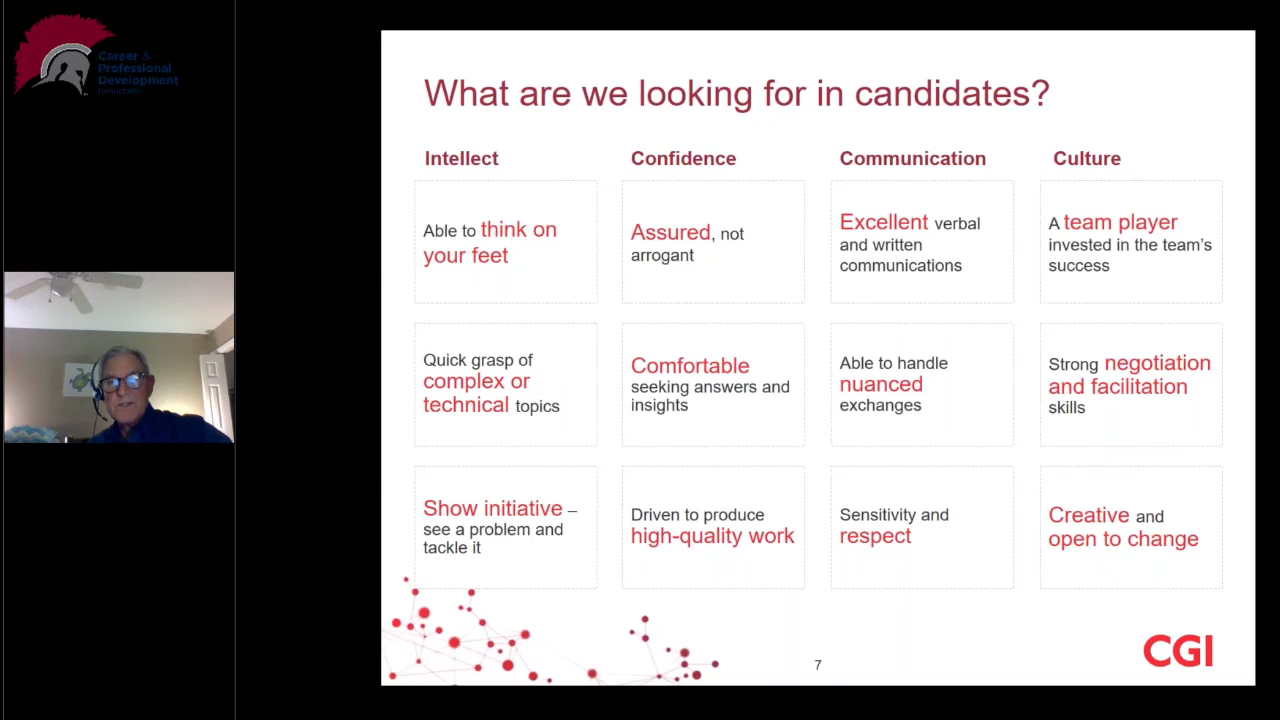 Career &
Professional
Development
What are we looking for in candidates?
Intellect
Confidence
Communication
Culture
Able to think on
your feet
Assured, not
arrogant
Excellent verbal
and written
communications
A team player
invested in the team's
success
Quick grasp of
complex or
technical topics
Comfortable
seeking answers and
insights
Able to handle
nuanced
exchanges
Strong negotiation
and facilitation
skills
Show initiative –
see a problem and
tackle it
Driven to produce
high-quality work
Sensitivity and
respect
Creative and
open to change
7
CGI